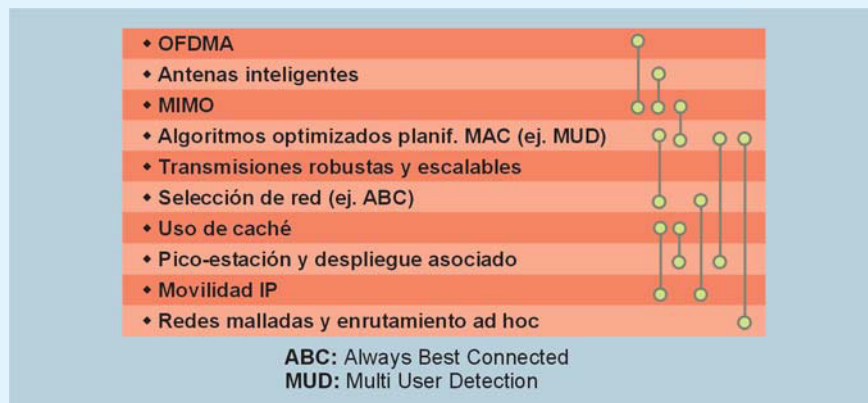 ◆ OFDMA
◆ Antenas inteligentes
◆ MIMO
◆ Algoritmos optimizados planif. MAC (ej. MUD)
◆ Transmisiones robustas y escalables
◆ Selección de red (ej. ABC)
◆ Uso de caché
◆ Pico-estación y despliegue asociado
◆ Movilidad IP
◆ Redes malladas y enrutamiento ad hoc
ABC: Always Best Connected
MUD: Multi User Detection